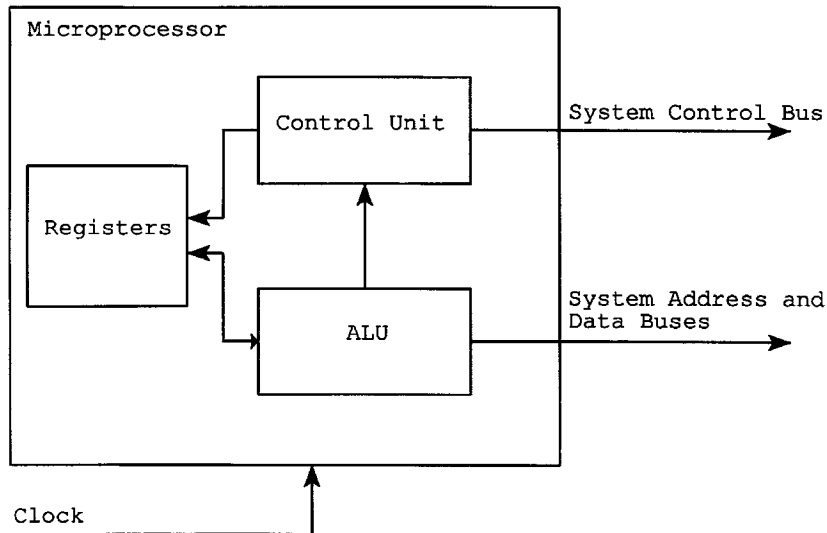 Microprocessor
Control Unit
System Control Bus
Registers
System Address and
Data Buses
ALU
Clock